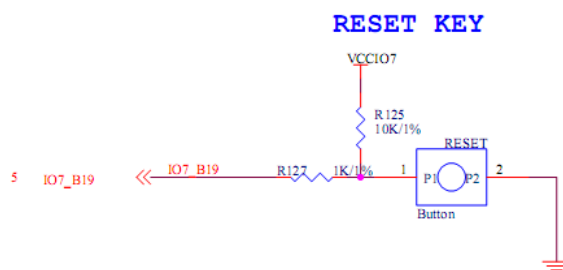 RESET KEY
VCCIO7
R125
10K/1%
RESET
5 IO7_B19 IO7_B19 R127 1K/1% 1 P1 P2 2
Button